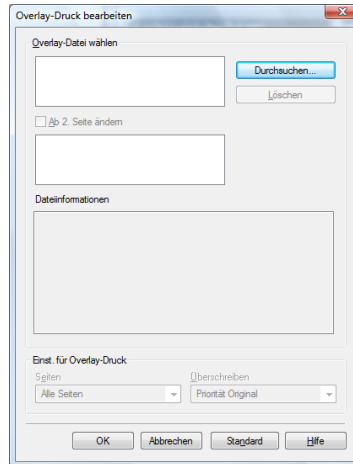 Overlay-Druck bearbeiten
Overlay-Datei wählen
Durchsuchen...
Löschen
Ab 2. Seite ändern
Dateiinformationen
Einst. für Overlay-Druck
Seiten
Überschreiben
Alle Seiten
Priorität Original
OK
Abbrechen
Standard
Hilfe